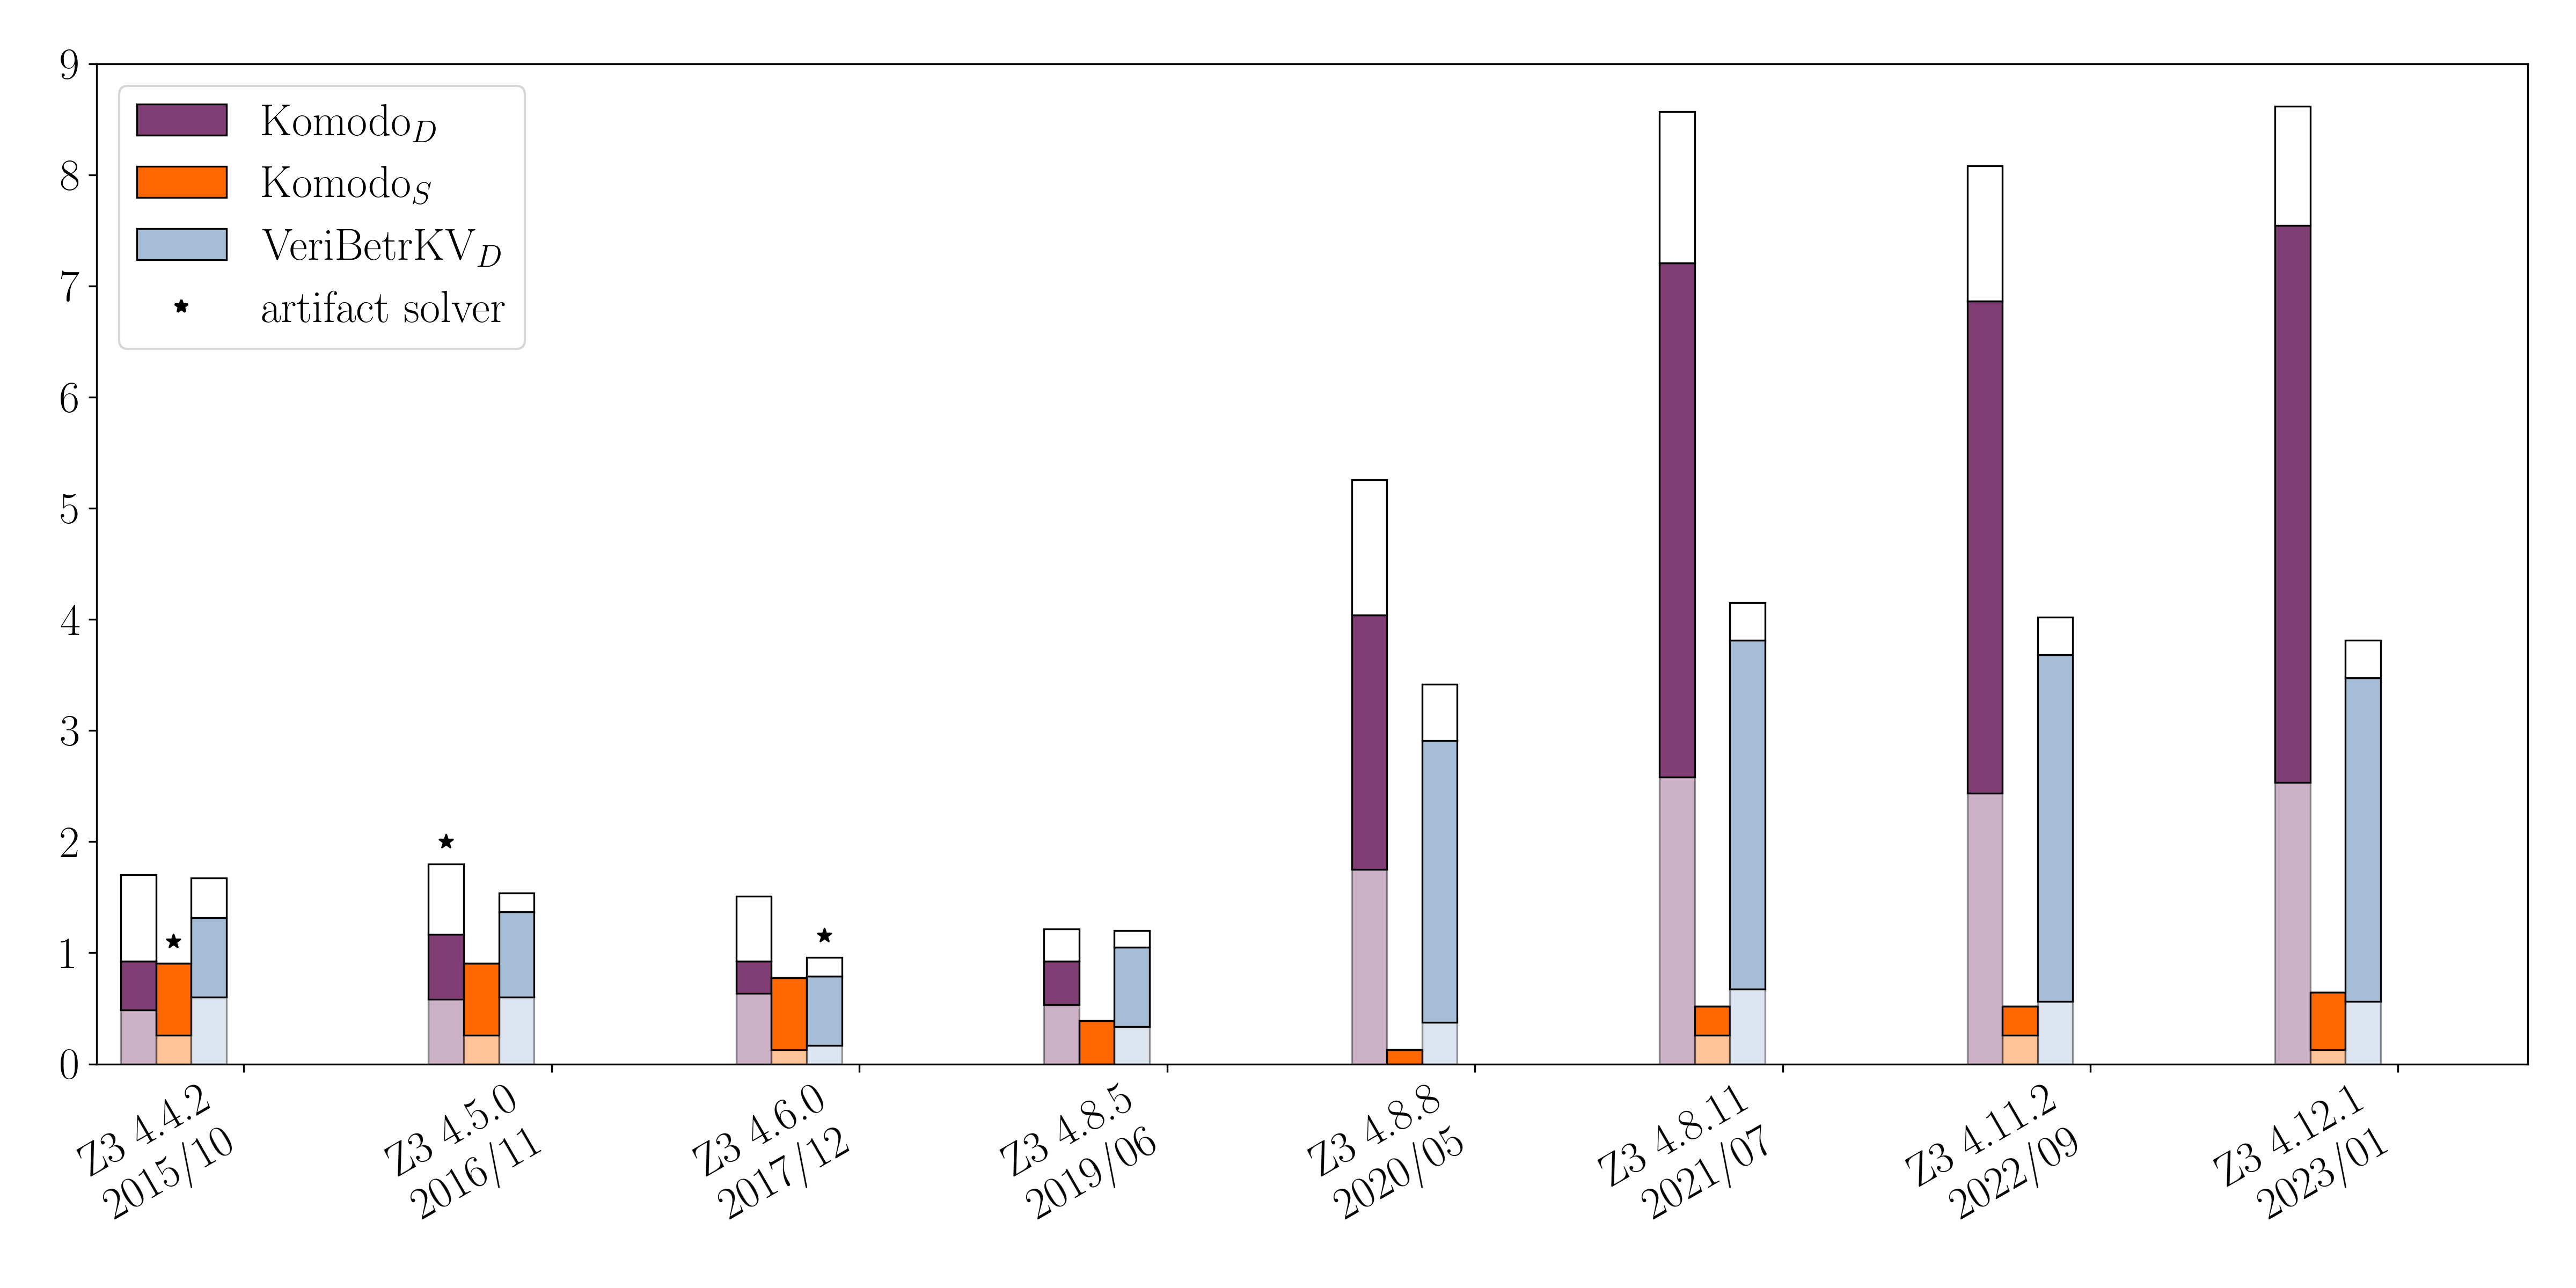 9
8
7
6
5
4
3
2
1
0
Komodo_D
Komodo_S
VeriBetrKV_D
artifact solver
Z3 4.4.2
2015/10
Z3 4.5.0
2016/11
Z3 4.6.0
2017/12
Z3 4.8.5
2019/06
Z3 4.8.8
2020/05
Z3 4.8.11
2021/07
Z3 4.11.2
2022/09
Z3 4.12.1
2023/01